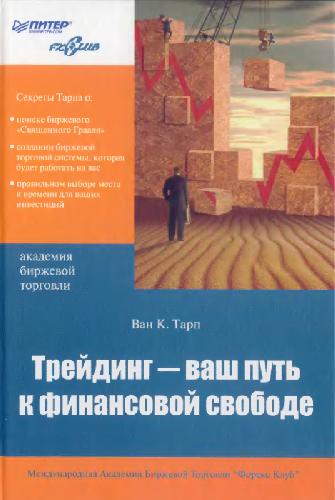 ПИТЕР
Секреты Тарпа о:
поиске биржевого
«Священного Грааля»
создании биржевой
торговой системы, которая
будет работать на вас
правильном выборе места
и времени для ваших
инвестиций
академия
биржевой
торговли
Ван К. Тарп
Трейдинг — ваш путь
к финансовой свободе
Международная Академия Биржевой Торговли "Форекс Клуб"